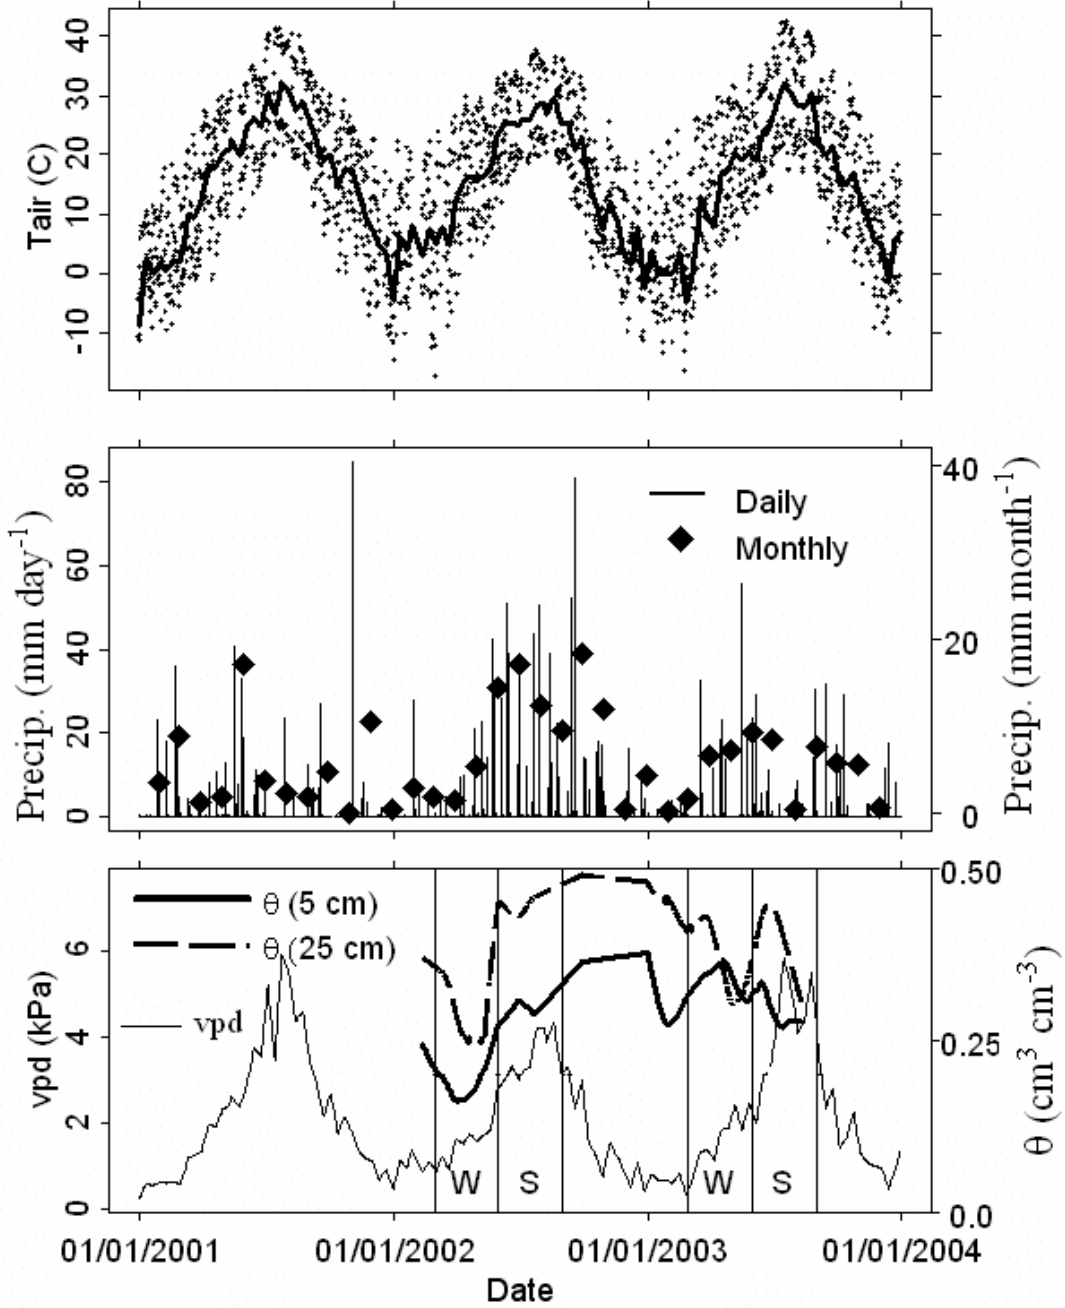 Tair (C)
40
30
20
10
0
-10
Precip. (mm day⁻¹)
80
60
40
20
0
Daily
Monthly
40
20
0
Precip. (mm month⁻¹)
vpd (kPa)
6
4
2
0
θ (5 cm)
θ (25 cm)
vpd
W
S
W
S
0.50
0.25
0.0
θ (cm³ cm⁻³)
01/01/2001 01/01/2002 01/01/2003 01/01/2004
Date